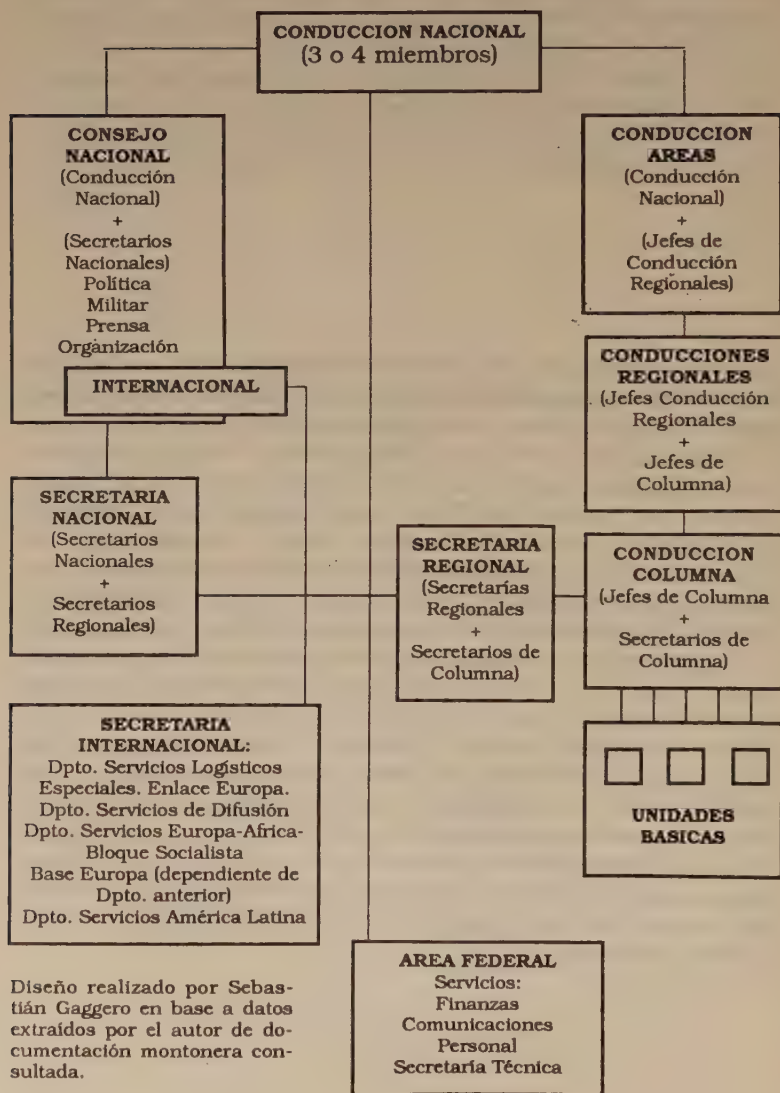 CONDUCCION NACIONAL
(3 o 4 miembros)
CONSEJO
NACIONAL
(Conducción
Nacional)
+
(Secretarios
Nacionales)
Política
Militar
Prensa
Organización
INTERNACIONAL
CONDUCCION
AREAS
(Conducción
Nacional)
+
(Jefes de
Conducción
Regionales)
CONDUCCIONES
REGIONALES
(Jefes Conducción
Regionales
+
Jefes de
Columna)
SECRETARIA
NACIONAL
(Secretarios
Nacionales
+
Secretarios
Regionales)
SECRETARIA
REGIONAL
(Secretarías
Regionales
+
Secretarios de
Columna)
CONDUCCION
COLUMNA
(Jefes de Columna
+
Secretarios de
Columna)
SECRETARIA
INTERNACIONAL:
Dpto. Servicios Logísticos
Especiales. Enlace Europa.
Dpto. Servicios de Difusión
Dpto. Servicios Europa-Africa-
Bloque Socialista
Base Europa (dependiente de
Dpto. anterior)
Dpto. Servicios América Latina
UNIDADES
BASICAS
AREA FEDERAL
Servicios:
Finanzas
Comunicaciones
Personal
Secretaría Técnica
Diseño realizado por Sebas-
tián Gaggero en base a datos
extraídos por el autor de do-
cumentación montonera con-
sultada.